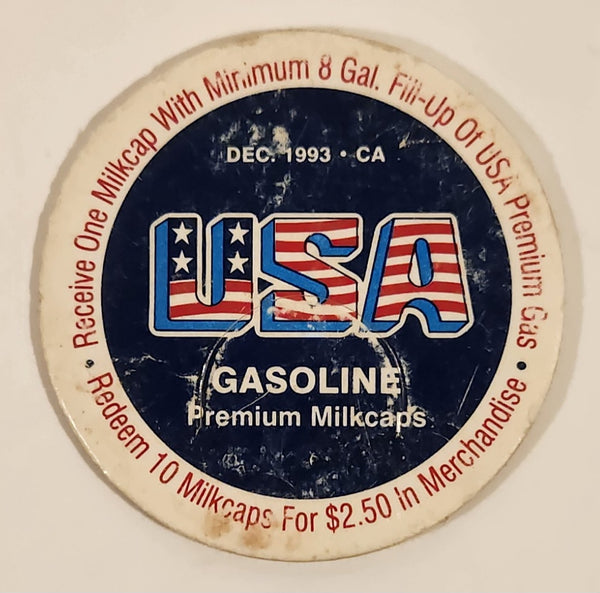 Receive One Milkcap With Minimum 8 Gal. Fill-Up Of USA Premium Gas
DEC. 1993 • CA
USA
GASOLINE
Premium Milkcaps
• Redeem 10 Milkcaps For $2.50 in Merchandise •